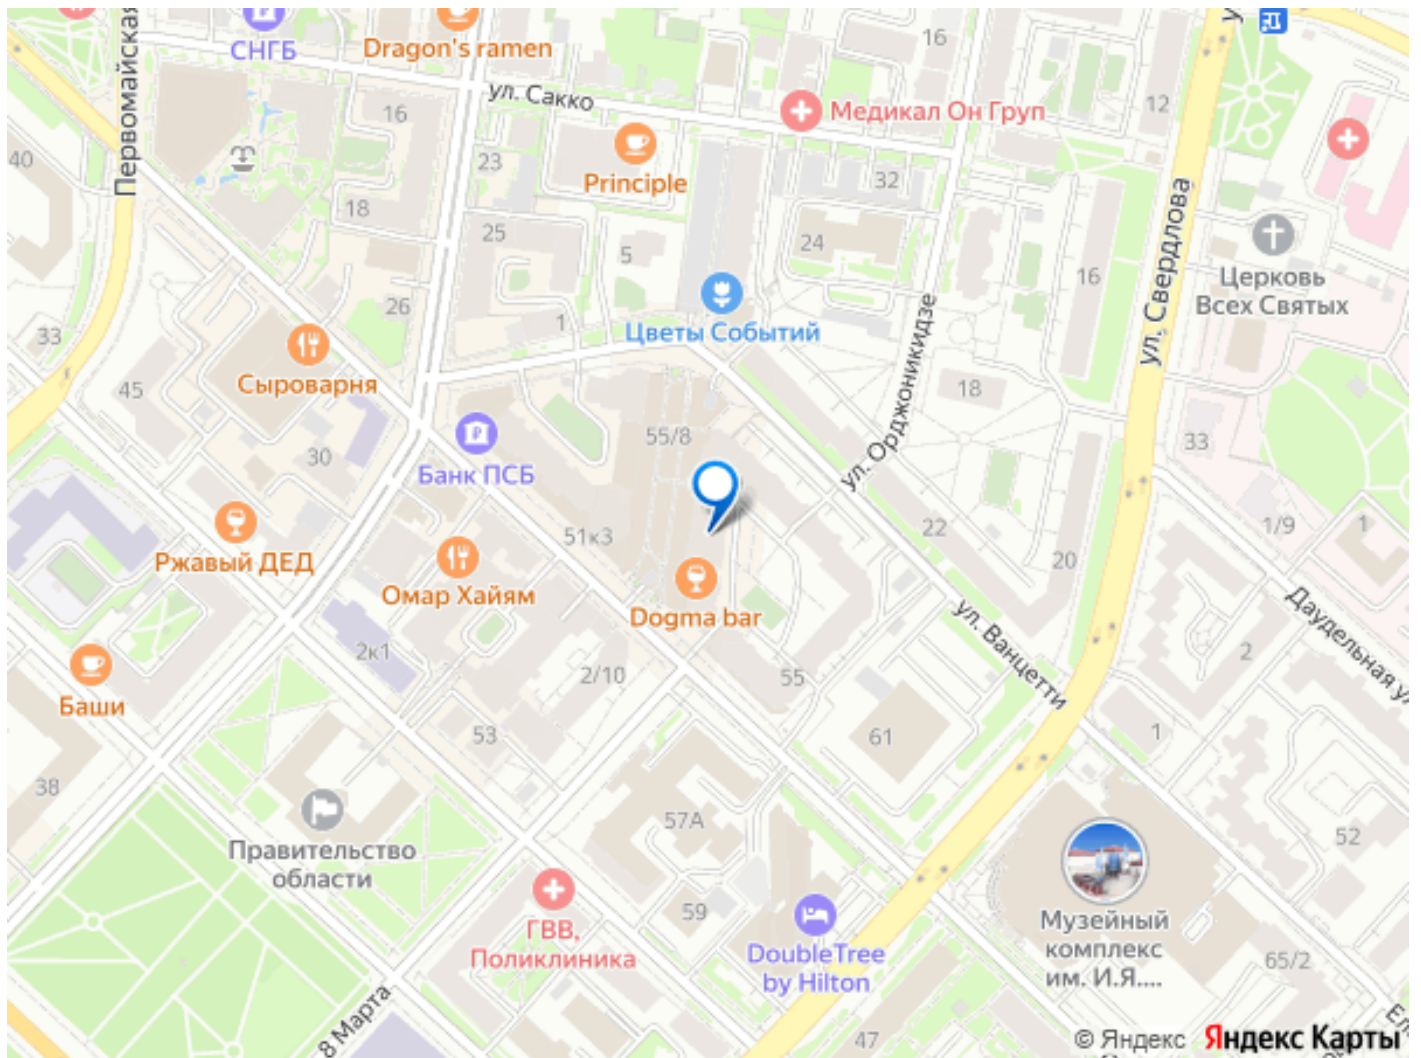 СНГБ
Dragon's ramen
16
12
Первомайская
ул. Сакко
16
Медикал Он Груп
40
23
Principle
32
18
25
5
24
ул. Свердлова
Церковь
Всех Святых
16
26
1
Цветы Событий
33
Сыроварня
45
18
ул. Орджоникидзе
55/8
33
30
Банк ПСБ
51к3
22
1/9
1
Ржавый ДЕД
Омар Хайям
20
Dogma bar
ул. Ванцетти
Даудельная
2к1
2/10
55
2
Баши
53
61
1
38
Правительство
области
57А
52
59
ГВВ,
Поликлиника
DoubleTree
by Hilton
Музейный
комплекс
им. И.Я....
65/2
8 Марта
47
© Яндекс Яндекс Карты